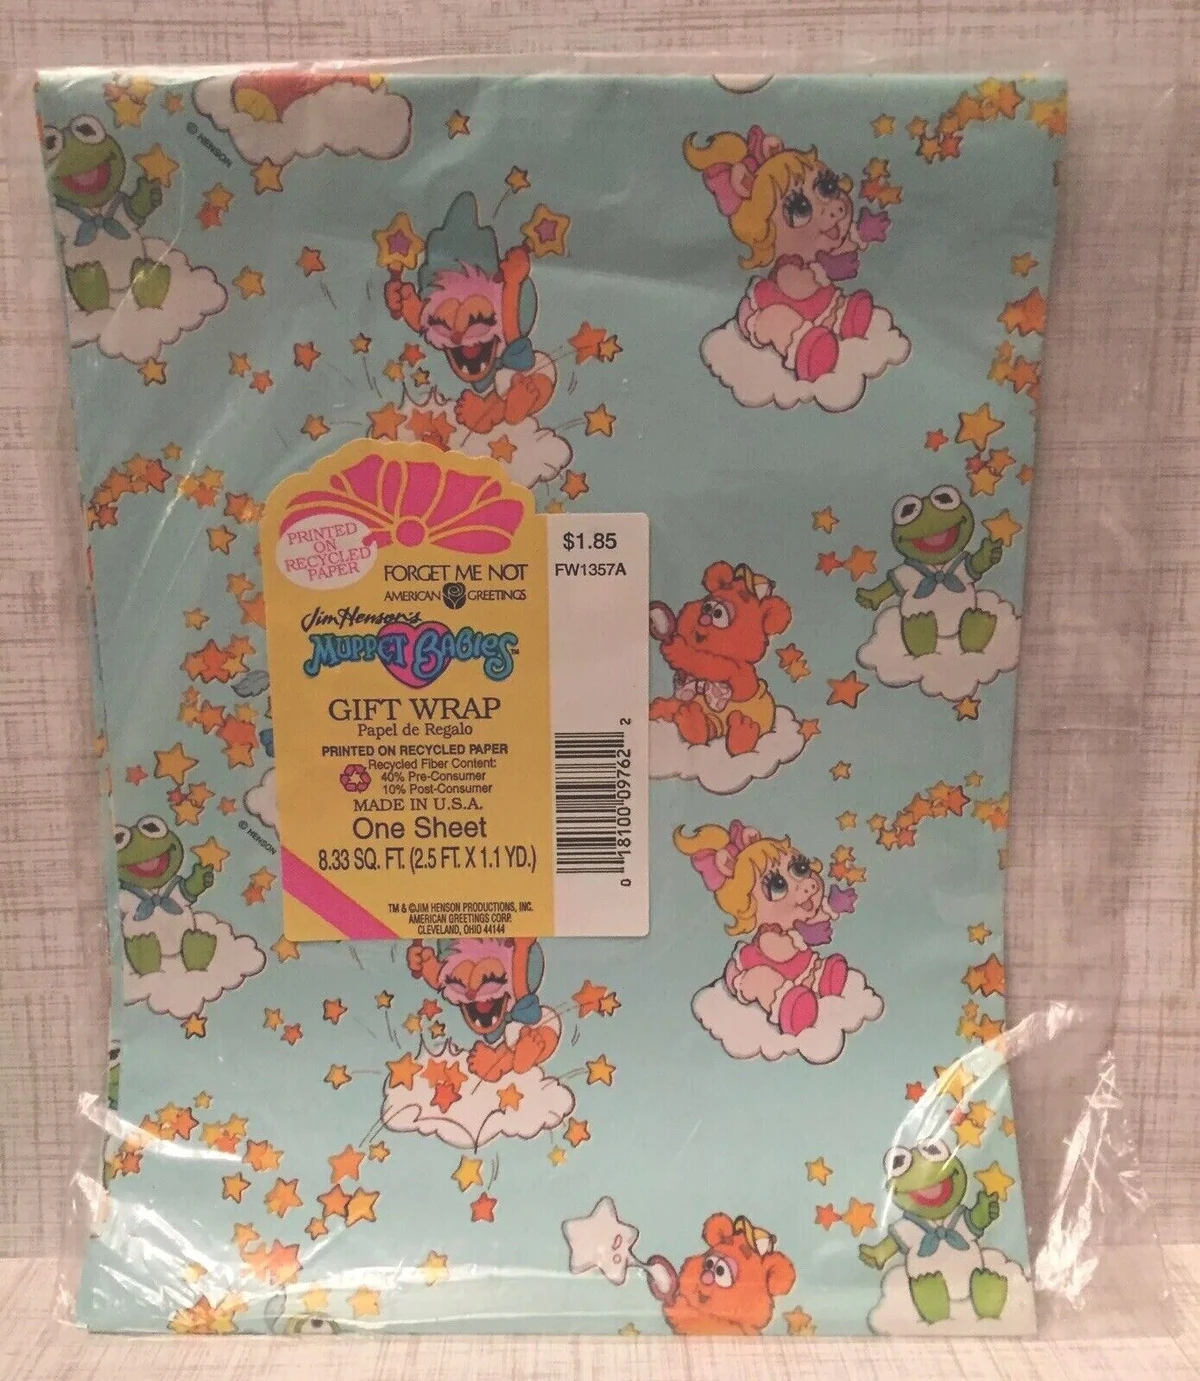 © HENSON
PRINTED
ON
RECYCLED
PAPER
FORGET ME NOT
AMERICAN GREETINGS
Jim Henson's
MUPPET BABIES™
GIFT WRAP
Papel de Regalo
PRINTED ON RECYCLED PAPER
Recycled Fiber Content:
40% Pre-Consumer
10% Post-Consumer
MADE IN U.S.A.
One Sheet
8.33 SQ. FT. (2.5 FT. X 1.1 YD.)
TM & ©JIM HENSON PRODUCTIONS, INC.
AMERICAN GREETINGS CORP.
CLEVELAND, OHIO 44144
$1.85
FW1357A
0 18100 09762 2
© HENSON